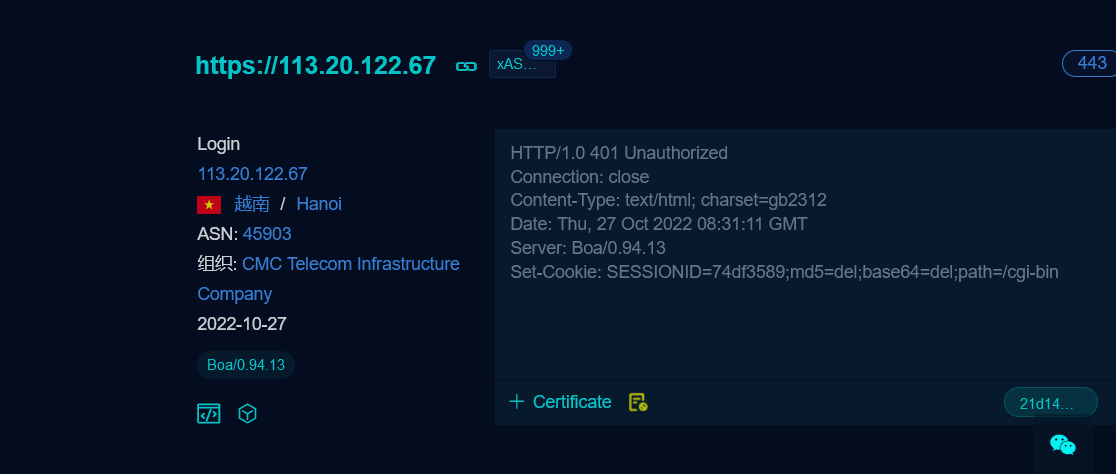 https://113.20.122.67
xAS...
999+
443
Login
113.20.122.67
越南 / Hanoi
ASN: 45903
组织: CMC Telecom Infrastructure
Company
2022-10-27
Boa/0.94.13
HTTP/1.0 401 Unauthorized
Connection: close
Content-Type: text/html; charset=gb2312
Date: Thu, 27 Oct 2022 08:31:11 GMT
Server: Boa/0.94.13
Set-Cookie: SESSIONID=74df3589;md5=del;base64=del;path=/cgi-bin
+ Certificate
21d14...